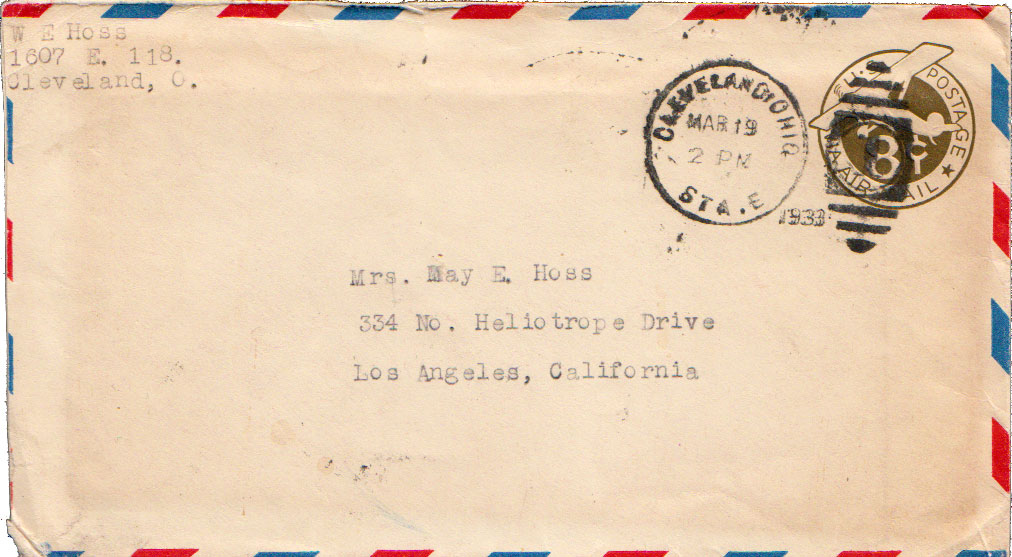 W E Hoss
1607 E. 118.
Cleveland, O.
CLEVELAND OHIO
MAR 19
2 PM
STA. E
1933
U.S. POSTAGE
8¢
VIA AIR MAIL
Mrs. May E. Hoss
334 No. Heliotrope Drive
Los Angeles, California